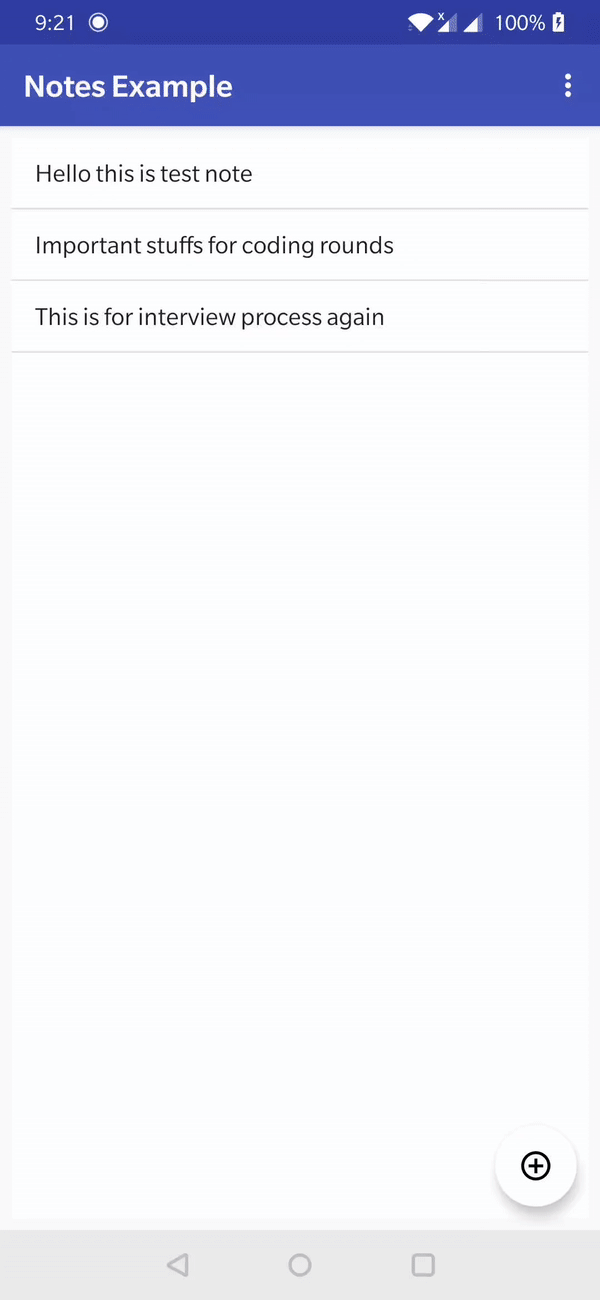 9:21 x 100%
Notes Example
Hello this is test note
Important stuffs for coding rounds
This is for interview process again